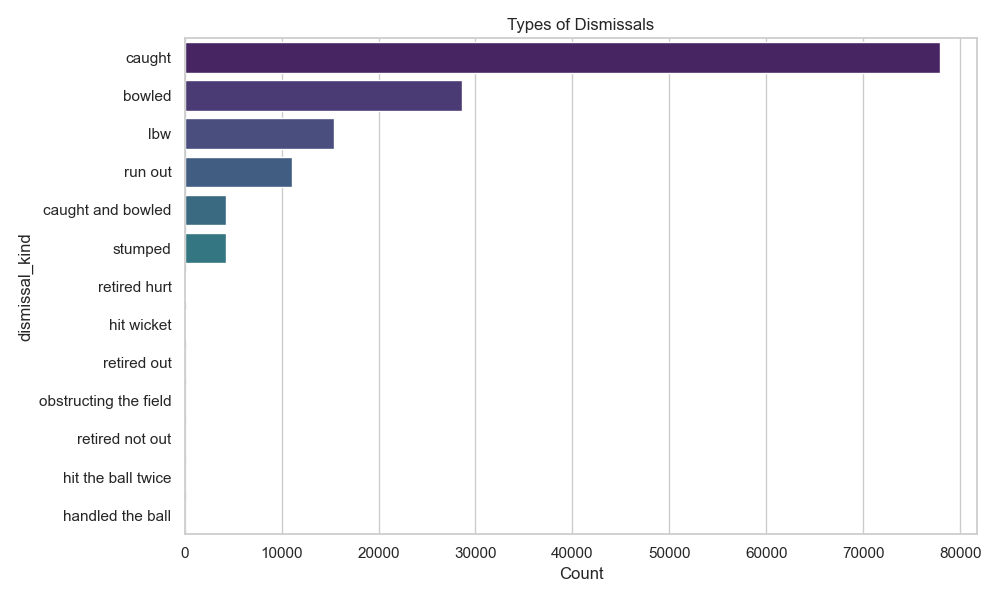 Types of Dismissals
dismissal_kind
caught
bowled
lbw
run out
caught and bowled
stumped
retired hurt
hit wicket
retired out
obstructing the field
retired not out
hit the ball twice
handled the ball
0 10000 20000 30000 40000 50000 60000 70000 80000
Count